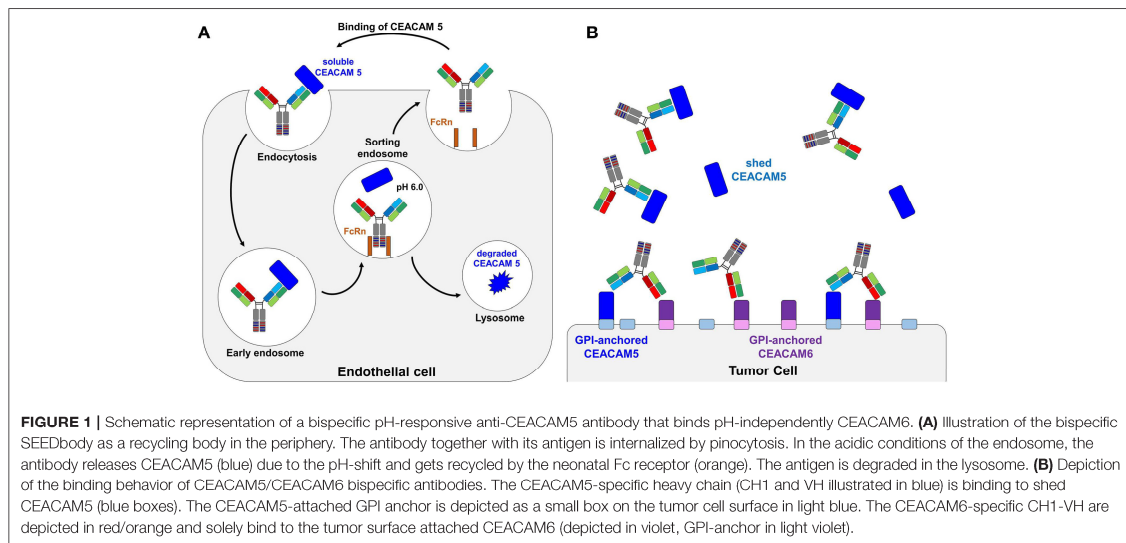 A
Binding of CEACAM 5
soluble
CEACAM 5
FcRn
Endocytosis
Sorting
endosome
pH 6.0
FcRn
degraded
CEACAM 5
Lysosome
Early endosome
Endothelial cell
B
shed
CEACAM5
GPI-anchored
CEACAM5
GPI-anchored
CEACAM6
Tumor Cell
FIGURE 1 | Schematic representation of a bispecific pH-responsive anti-CEACAM5 antibody that binds pH-independently CEACAM6. (A) Illustration of the bispecific
SEEDbody as a recycling body in the periphery. The antibody together with its antigen is internalized by pinocytosis. In the acidic conditions of the endosome, the
antibody releases CEACAM5 (blue) due to the pH-shift and gets recycled by the neonatal Fc receptor (orange). The antigen is degraded in the lysosome. (B) Depiction
of the binding behavior of CEACAM5/CEACAM6 bispecific antibodies. The CEACAM5-specific heavy chain (CH1 and VH illustrated in blue) is binding to shed
CEACAM5 (blue boxes). The CEACAM5-attached GPI anchor is depicted as a small box on the tumor cell surface in light blue. The CEACAM6-specific CH1-VH are
depicted in red/orange and solely bind to the tumor surface attached CEACAM6 (depicted in violet, GPI-anchor in light violet).